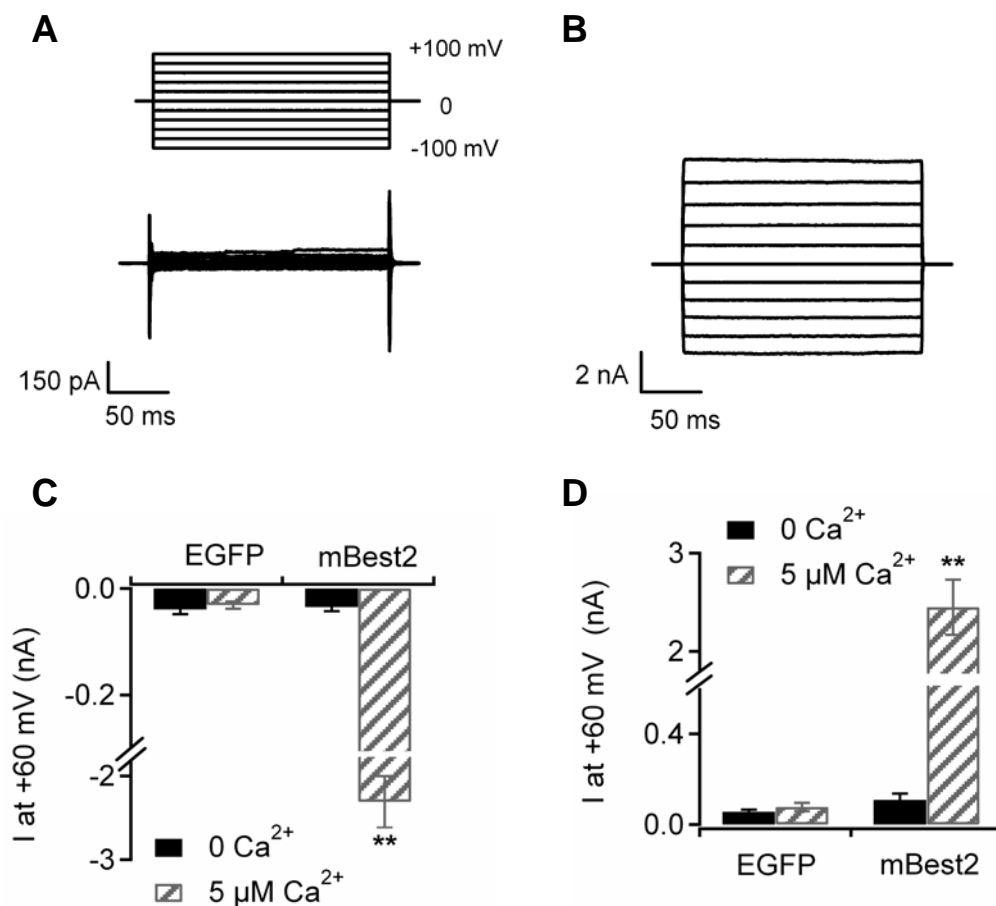 A
+100 mV
0
-100 mV
150 pA
50 ms
B
2 nA
50 ms
C
EGFP mBest2
0.0
-0.2
-2
-3
I at +60 mV (nA)
0 Ca2+
**
5 µM Ca2+
D
0 Ca2+
5 µM Ca2+
**
3
2
0.4
0.0
I at +60 mV (nA)
EGFP mBest2